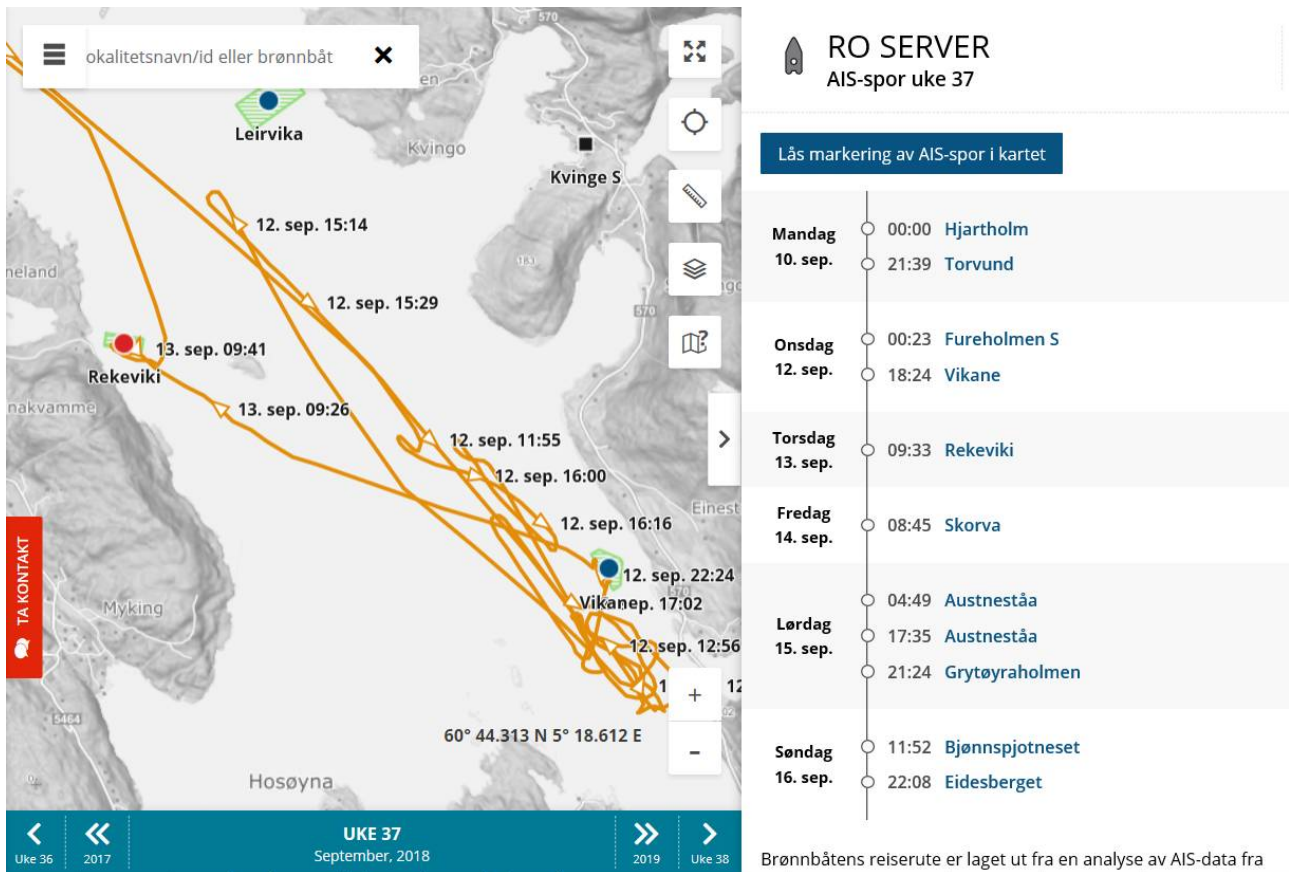 570
okalitetsnavn/id eller brønnbåt
en
Leirvika
Kvingo
Kvinge S
12. sep. 15:14
183
neland
12. sep. 15:29
570
13. sep. 09:41
Rekeviki
nakvamme
13. sep. 09:26
12. sep. 11:55
12. sep. 16:00
Einest
12. sep. 16:16
12. sep. 22:24
Vikane
ep. 17:02
Myking
12. sep. 12:56
5464
60° 44.313 N 5° 18.612 E
Hosøyna
+
-
TA KONTAKT
Uke 36
2017
UKE 37
September, 2018
2019
Uke 38
RO SERVER
AIS-spor uke 37
Lås markering av AIS-spor i kartet
Mandag
10. sep.
00:00 Hjartholm
21:39 Torvund
Onsdag
12. sep.
00:23 Fureholmen S
18:24 Vikane
Torsdag
13. sep.
09:33 Rekeviki
Fredag
14. sep.
08:45 Skorva
Lørdag
15. sep.
04:49 Austneståa
17:35 Austneståa
21:24 Grytøyraholmen
Søndag
16. sep.
11:52 Bjønnspjotneset
22:08 Eidesberget
Brønnbåtens reiserute er laget ut fra en analyse av AIS-data fra